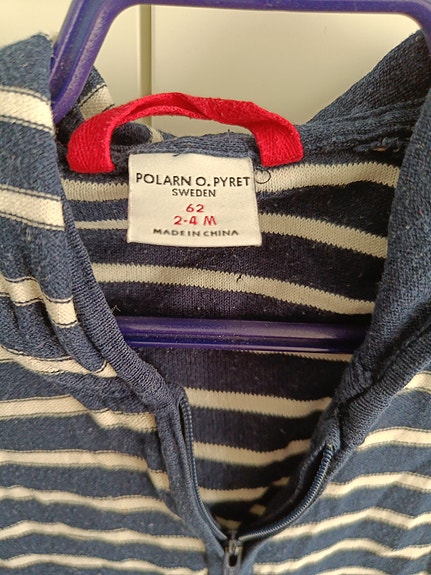 POLARN O. PYRET
SWEDEN
62
2-4 M
MADE IN CHINA